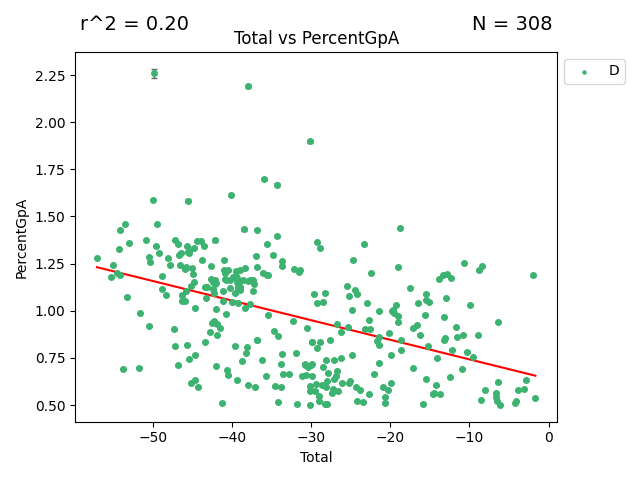 r^2 = 0.20
N = 308
Total vs PercentGpA
D
PercentGpA
2.25
2.00
1.75
1.50
1.25
1.00
0.75
0.50
−50
−40
−30
−20
−10
0
Total